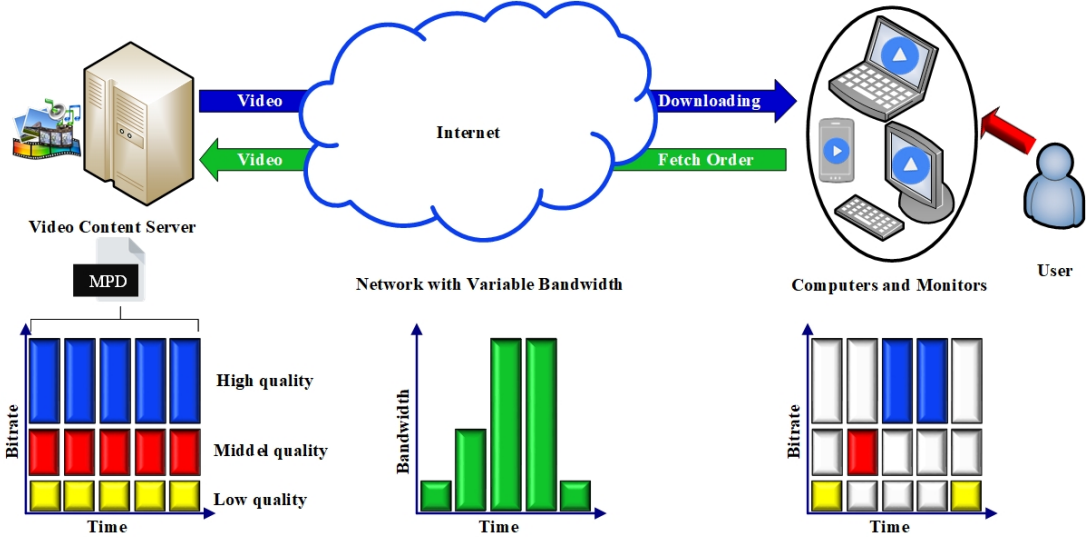 Video
Downloading
Internet
Video
Fetch Order
Video Content Server
User
MPD
Network with Variable Bandwidth
Computers and Monitors
Bitrate
High quality
Middel quality
Low quality
Time
Bandwidth
Time
Bitrate
Time